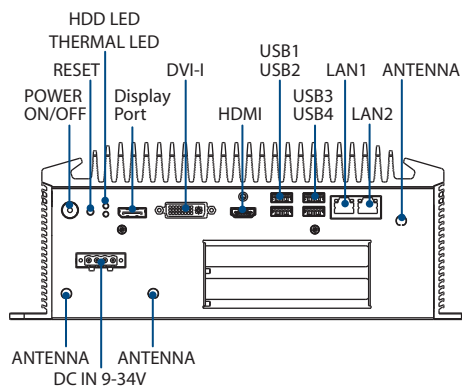 HDD LED
THERMAL LED
RESET
POWER
ON/OFF
Display
Port
DVI-I
HDMI
USB1
USB2
USB3
USB4
LAN1
LAN2
ANTENNA
ANTENNA
ANTENNA
DC IN 9-34V